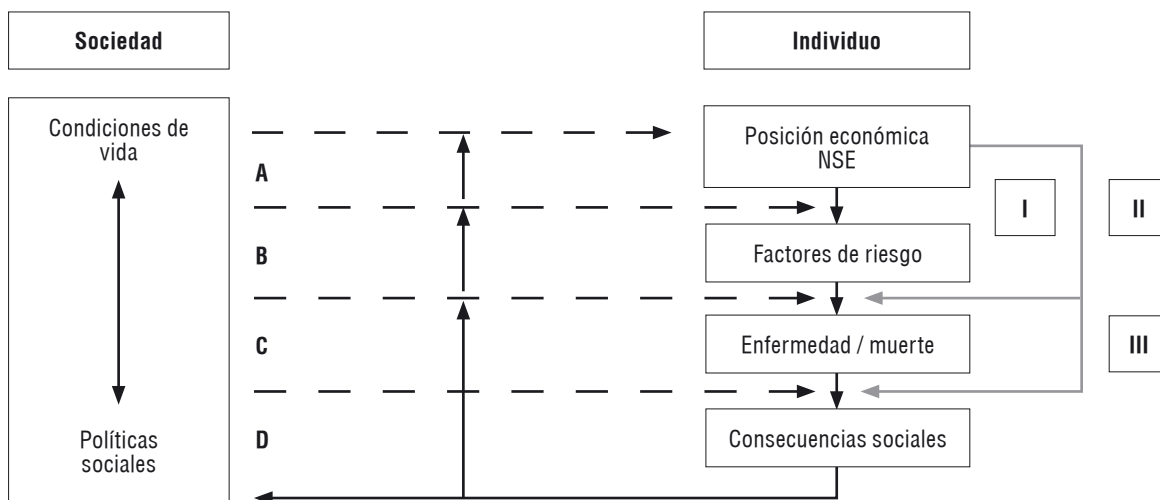 Sociedad
Individuo
Condiciones de
vida
Posición económica
NSE
A
I
II
B
Factores de riesgo
C
Enfermedad / muerte
III
Políticas
sociales
D
Consecuencias sociales